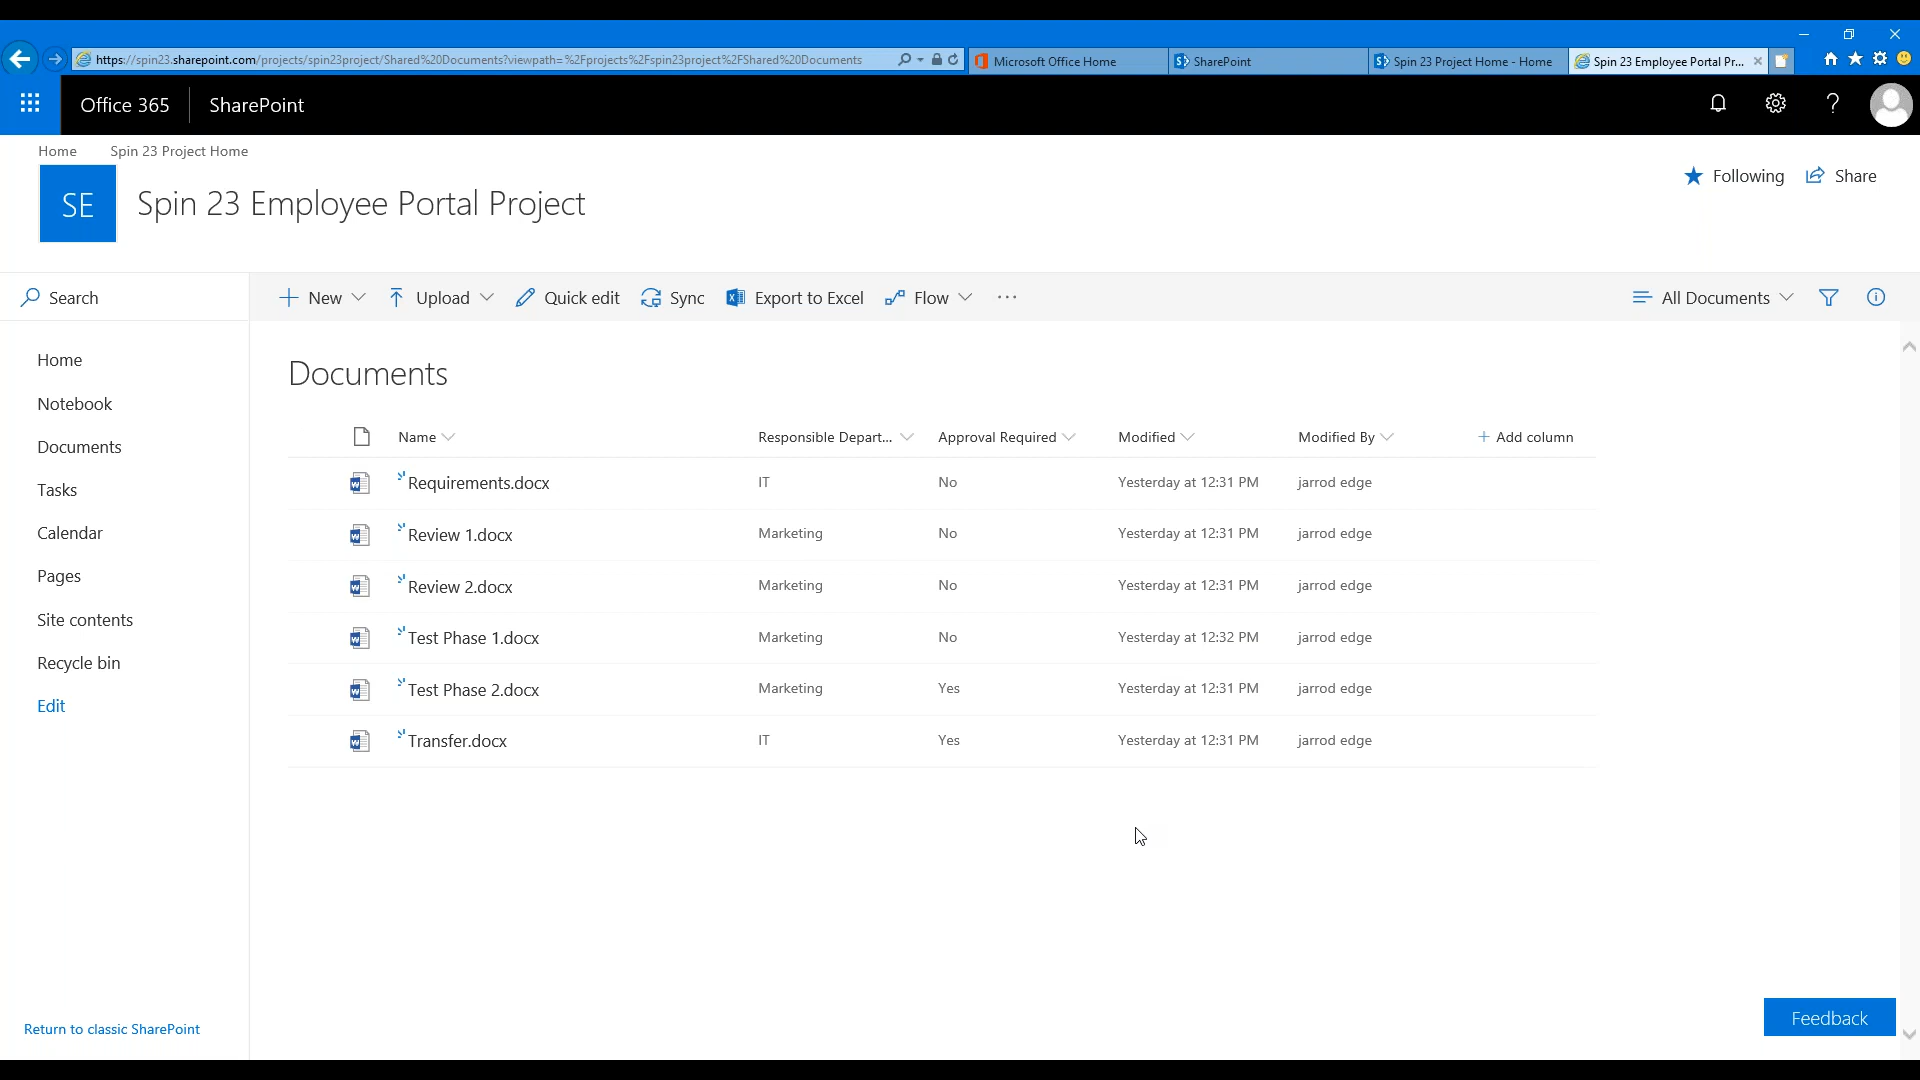 https://spin23.sharepoint.com/projects/spin23project/Shared%20Documents?viewpath=%2Fprojects%2Fspin23project%2FShared%20Documents
Microsoft Office Home
SharePoint
Spin 23 Project Home - Home
Spin 23 Employee Portal Pr...
Office 365
SharePoint
?
Home
Spin 23 Project Home
SE
Spin 23 Employee Portal Project
Following
Share
Search
New
Upload
Quick edit
Sync
Export to Excel
Flow
...
All Documents
Home
Notebook
Documents
Tasks
Calendar
Pages
Site contents
Recycle bin
Edit
Return to classic SharePoint
Documents
Name Responsible Depart... Approval Required Modified Modified By + Add column
Requirements.docx IT No Yesterday at 12:31 PM jarrod edge
Review 1.docx Marketing No Yesterday at 12:31 PM jarrod edge
Review 2.docx Marketing No Yesterday at 12:31 PM jarrod edge
Test Phase 1.docx Marketing No Yesterday at 12:32 PM jarrod edge
Test Phase 2.docx Marketing Yes Yesterday at 12:31 PM jarrod edge
Transfer.docx IT Yes Yesterday at 12:31 PM jarrod edge
Feedback